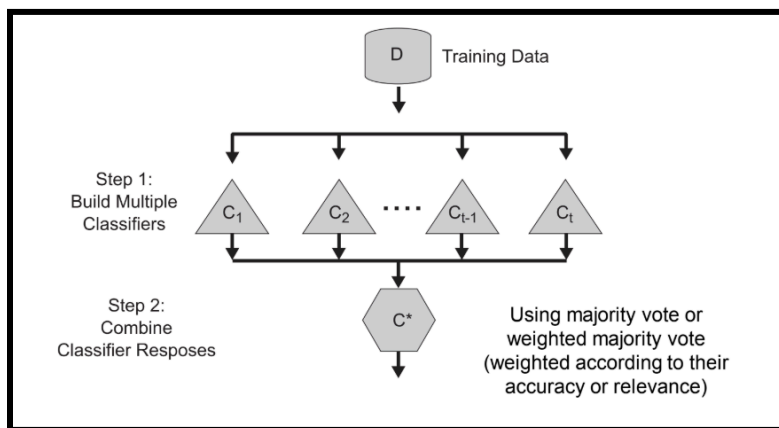 D
Training Data
Step 1:
Build Multiple
Classifiers
C1
C2
....
Ct-1
Ct
Step 2:
Combine
Classifier Resposes
C*
Using majority vote or
weighted majority vote
(weighted according to their
accuracy or relevance)